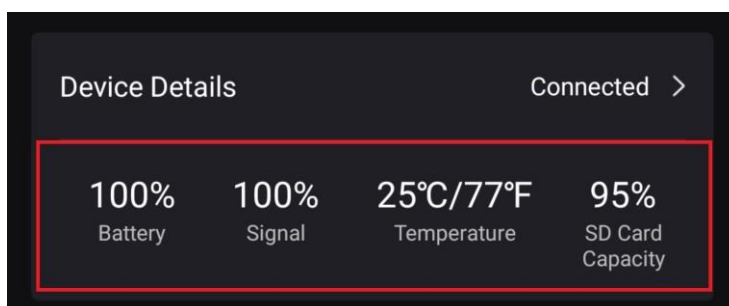 Device Details Connected >
100% 100% 25℃/77℉ 95%
Battery Signal Temperature SD Card
Capacity